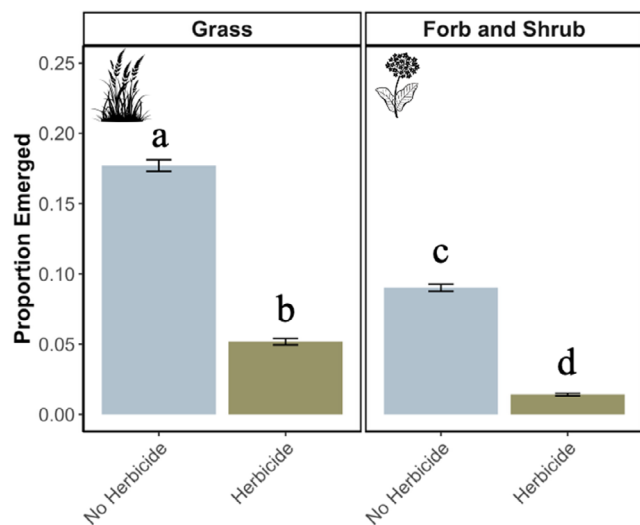 Grass
Forb and Shrub
Proportion Emerged
0.25
0.20
0.15
0.10
0.05
0.00
a
b
c
d
No Herbicide
Herbicide
No Herbicide
Herbicide